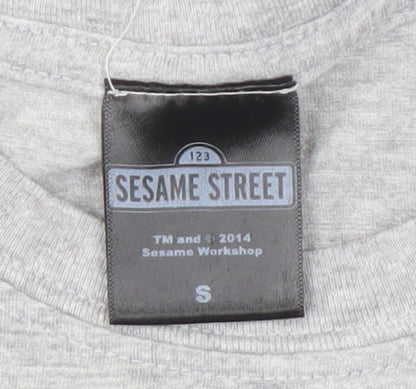 123
SESAME STREET
TM and © 2014
Sesame Workshop
S